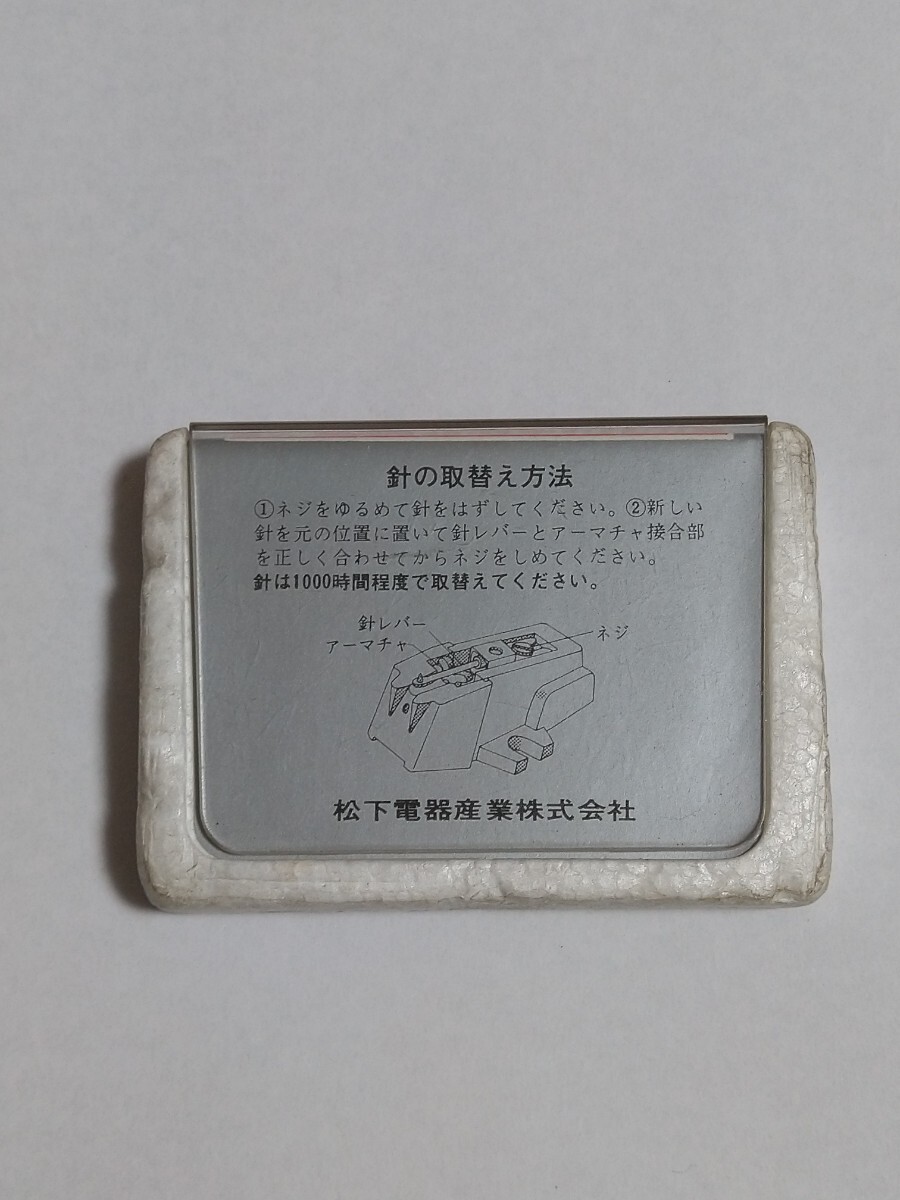 針の取替え方法
①ネジをゆるめて針をはずしてください。②新しい
針を元の位置に置いて針レバーとアーマチャ接合部
を正しく合わせてからネジをしめてください。
針は1000時間程度で取替えてください。
針レバー
アーマチャ
ネジ
松下電器産業株式会社